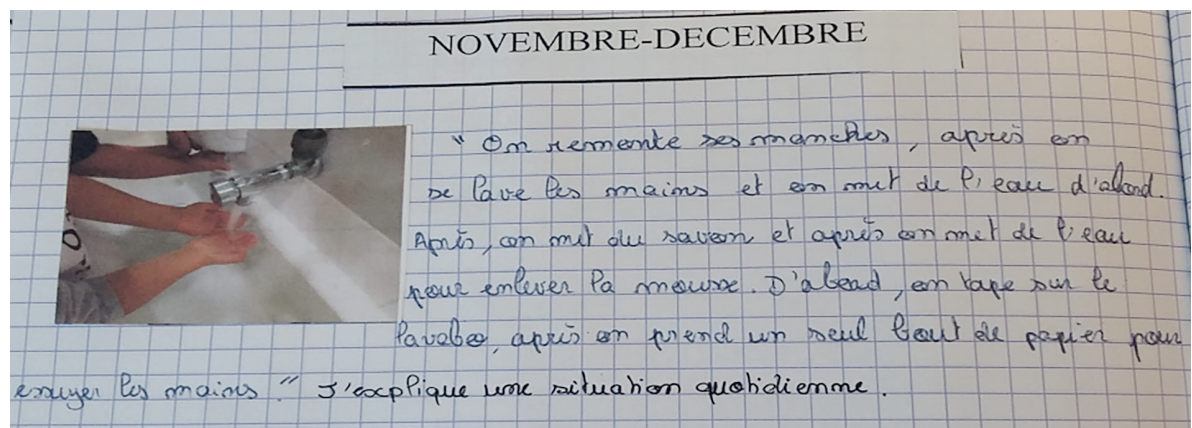 NOVEMBRE-DECEMBRE
" On remonte ses manches, après on
se lave les mains et on met de l'eau d'abord.
Après, on met du savon et après on met de l'eau
pour enlever la mousse. D'abord, on tape sur le
lavabo, après on prend un seul bout de papier pour
essuyer les mains " J'explique une situation quotidienne.